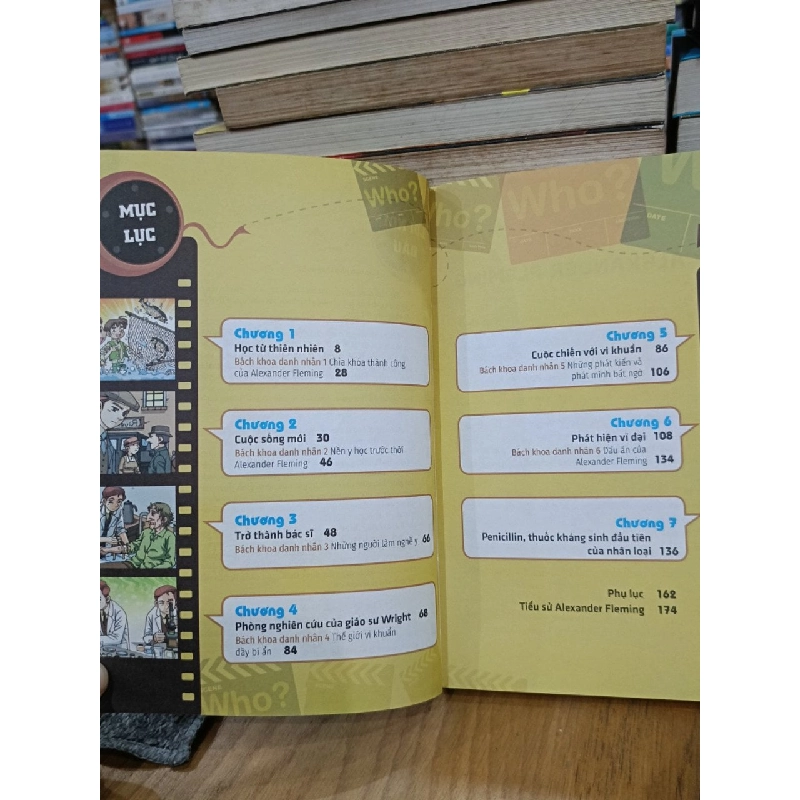 MỤC
LỤC
Who?
Who?
Who?
DATE
Chương 1
Học từ thiên nhiên 8
Bách khoa danh nhân 1 Chìa khóa thành công
của Alexander Fleming 28
Chương 2
Cuộc sống mới 30
Bách khoa danh nhân 2 Nền y học trước thời
Alexander Fleming 46
Chương 3
Trở thành bác sĩ 48
Bách khoa danh nhân 3 Những người làm nghề y 66
Chương 4
Phòng nghiên cứu của giáo sư Wright 68
Bách khoa danh nhân 4 Thế giới vi khuẩn
đầy bí ẩn 84
Who?
Chương 5
Cuộc chiến với vi khuẩn 86
Bách khoa danh nhân 5 Những phát kiến và
phát minh bất ngờ 106
Chương 6
Phát hiện vĩ đại 108
Bách khoa danh nhân 6 Dấu ấn của
Alexander Fleming 134
Chương 7
Penicillin, thuốc kháng sinh đầu tiên
của nhân loại 136
Phụ lục 162
Tiểu sử Alexander Fleming 174